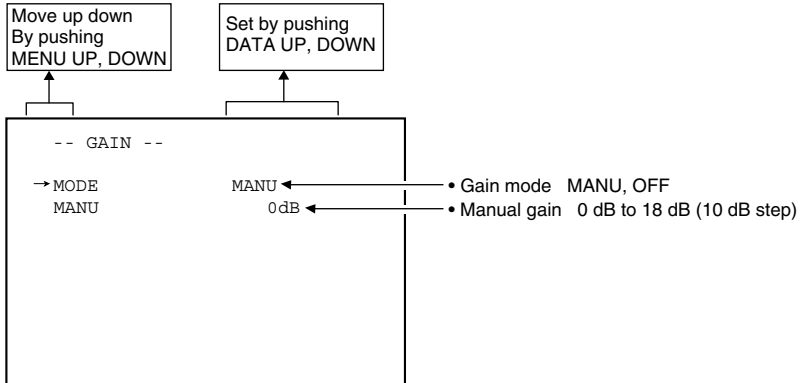 Move up down
By pushing
MENU UP, DOWN
Set by pushing
DATA UP, DOWN
-- GAIN --
→MODE MANU
MANU 0dB
• Gain mode MANU, OFF
• Manual gain 0 dB to 18 dB (10 dB step)